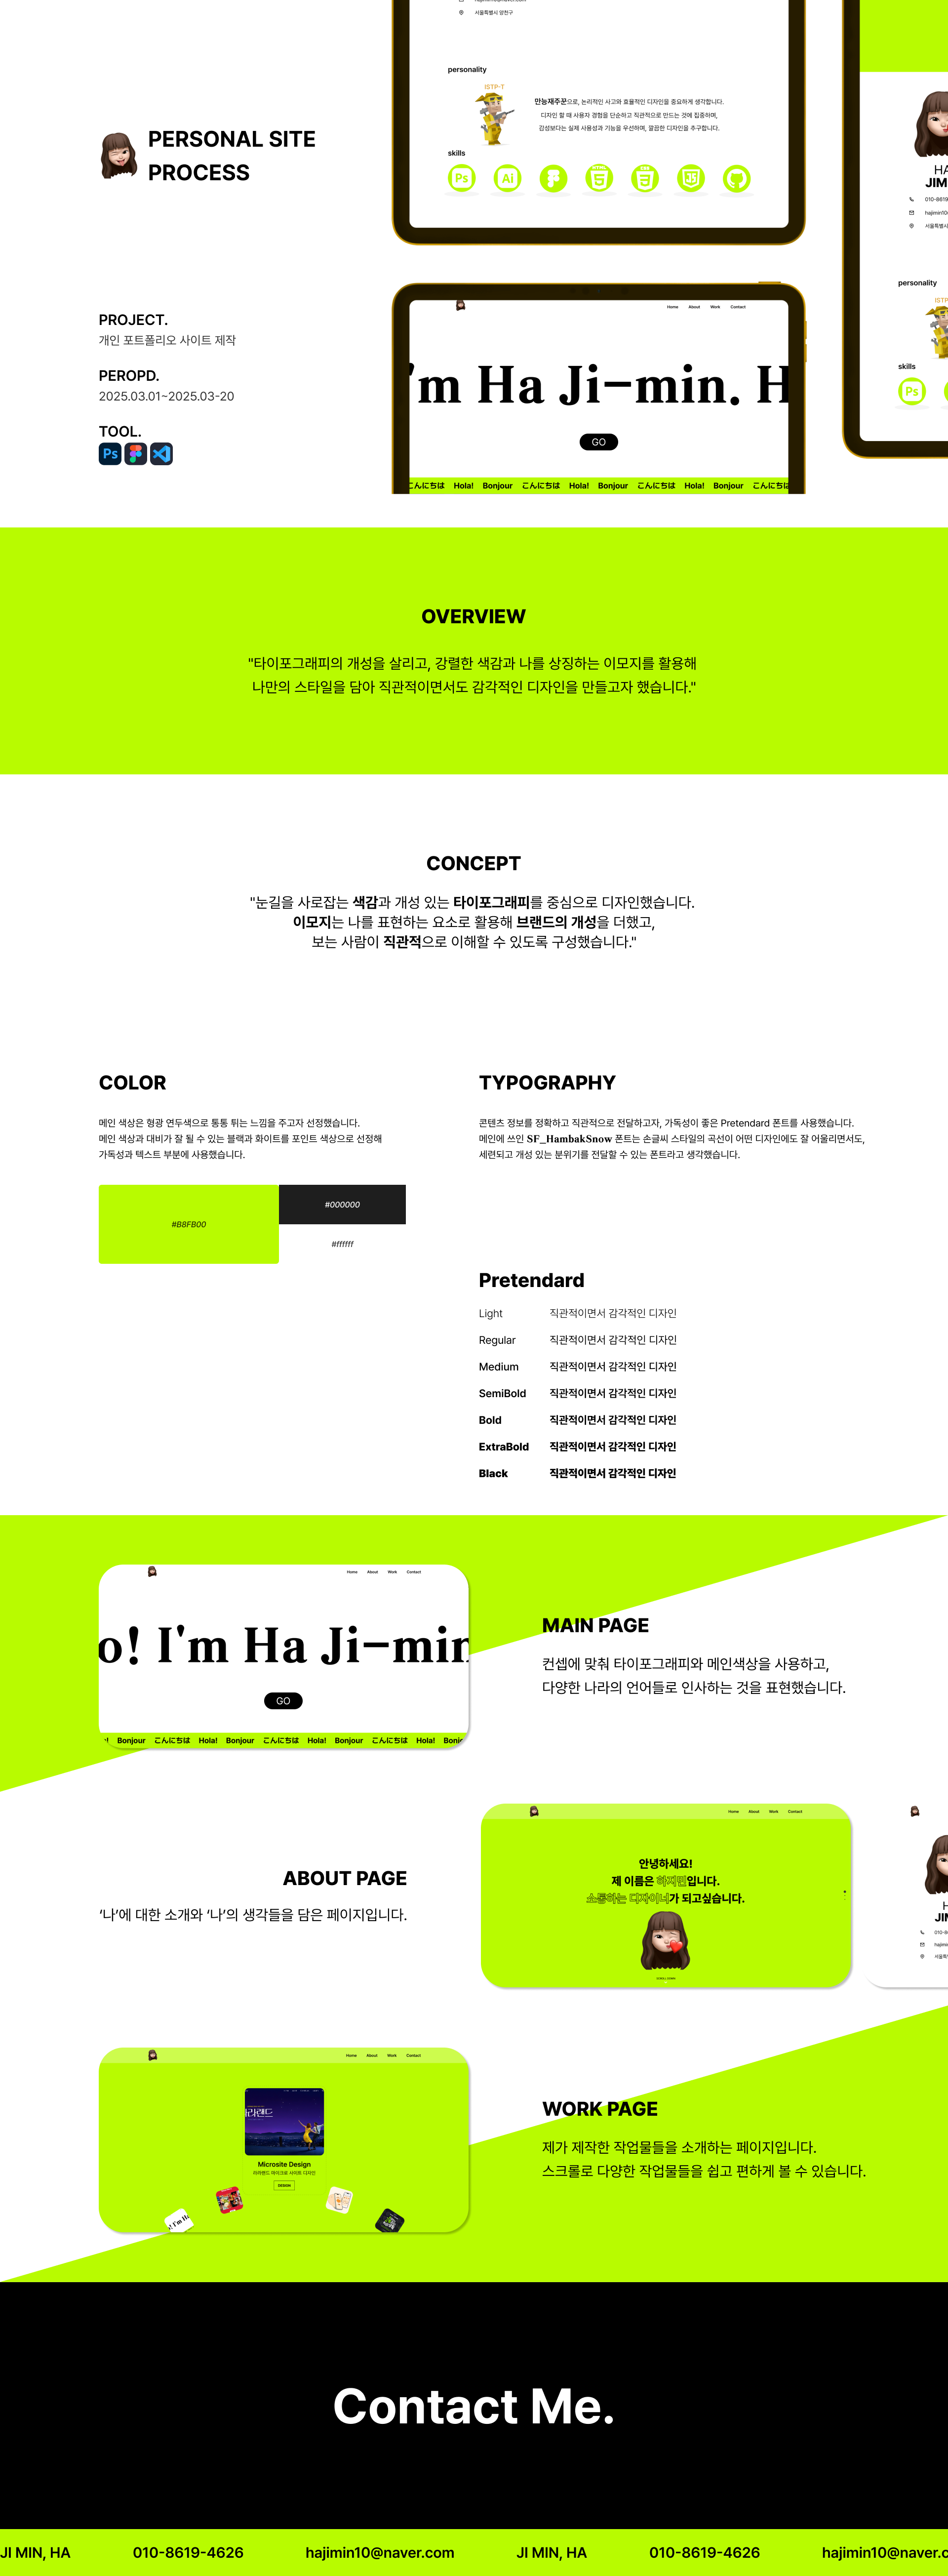 서울특별시 양천구
personality
ISTP-T
만능재주꾼으로, 논리적인 사고와 효율적인 디자인을 중요하게 생각합니다.
디자인 할 때 사용자 경험을 단순하고 직관적으로 만드는 것에 집중하며,
감성보다는 실제 사용성과 기능을 우선하며, 깔끔한 디자인을 추구합니다.
skills
Ps Ai
PERSONAL SITE
PROCESS
HA
JIM
010-8619
hajimin10
서울특별시
personality
ISTP
skills
Ps
PROJECT.
개인 포트폴리오 사이트 제작
PEROPD.
2025.03.01~2025.03-20
TOOL.
Ps
Home About Work Contact
'm Ha Ji-min. H
GO
こんにちは Hola! Bonjour こんにちは Hola! Bonjour こんにちは Hola! Bonjour こんにちは
OVERVIEW
"타이포그래피의 개성을 살리고, 강렬한 색감과 나를 상징하는 이모지를 활용해
나만의 스타일을 담아 직관적이면서도 감각적인 디자인을 만들고자 했습니다."
CONCEPT
"눈길을 사로잡는 색감과 개성 있는 타이포그래피를 중심으로 디자인했습니다.
이모지는 나를 표현하는 요소로 활용해 브랜드의 개성을 더했고,
보는 사람이 직관적으로 이해할 수 있도록 구성했습니다."
COLOR
메인 색상은 형광 연두색으로 통통 튀는 느낌을 주고자 선정했습니다.
메인 색상과 대비가 잘 될 수 있는 블랙과 화이트를 포인트 색상으로 선정해
가독성과 텍스트 부분에 사용했습니다.
#B8FB00
#000000
#ffffff
TYPOGRAPHY
콘텐츠 정보를 정확하고 직관적으로 전달하고자, 가독성이 좋은 Pretendard 폰트를 사용했습니다.
메인에 쓰인 SF_HambakSnow 폰트는 손글씨 스타일의 곡선이 어떤 디자인에도 잘 어울리면서도,
세련되고 개성 있는 분위기를 전달할 수 있는 폰트라고 생각했습니다.
Pretendard
Light 직관적이면서 감각적인 디자인
Regular 직관적이면서 감각적인 디자인
Medium 직관적이면서 감각적인 디자인
SemiBold 직관적이면서 감각적인 디자인
Bold 직관적이면서 감각적인 디자인
ExtraBold 직관적이면서 감각적인 디자인
Black 직관적이면서 감각적인 디자인
Home About Work Contact
o! I'm Ha Ji-min
GO
Bonjour こんにちは Hola! Bonjour こんにちは Hola! Bonjour こんにちは Hola! Bonjo
MAIN PAGE
컨셉에 맞춰 타이포그래피와 메인색상을 사용하고,
다양한 나라의 언어들로 인사하는 것을 표현했습니다.
ABOUT PAGE
‘나’에 대한 소개와 ‘나’의 생각들을 담은 페이지입니다.
Home About Work Contact
안녕하세요!
제 이름은 하지민입니다.
소통하는 디자이너가 되고싶습니다.
SCROLL DOWN
H
JIM
010-8
hajimin
서울특
Home About Work Contact
라라랜드
Microsite Design
라라랜드 마이크로 사이트 디자인
DESIGN
! I'm H
WORK PAGE
제가 제작한 작업물들을 소개하는 페이지입니다.
스크롤로 다양한 작업물들을 쉽고 편하게 볼 수 있습니다.
Contact Me.
JI MIN, HA 010-8619-4626 hajimin10@naver.com JI MIN, HA 010-8619-4626 hajimin10@naver.c